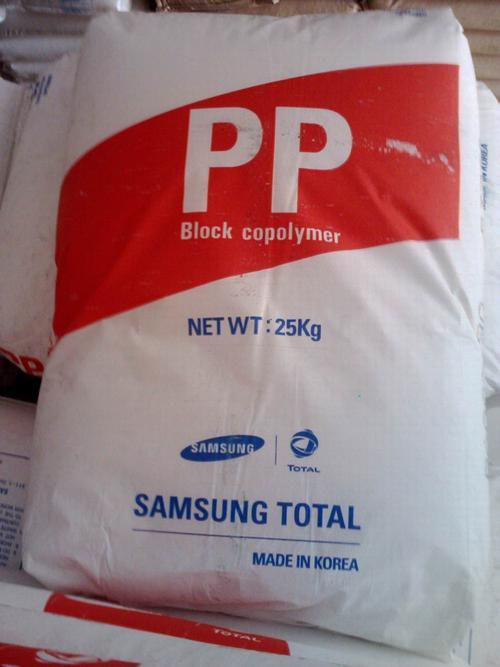 PP
Block copolymer
NET WT : 25Kg
SAMSUNG
TOTAL
SAMSUNG TOTAL
MADE IN KOREA
TOTAL